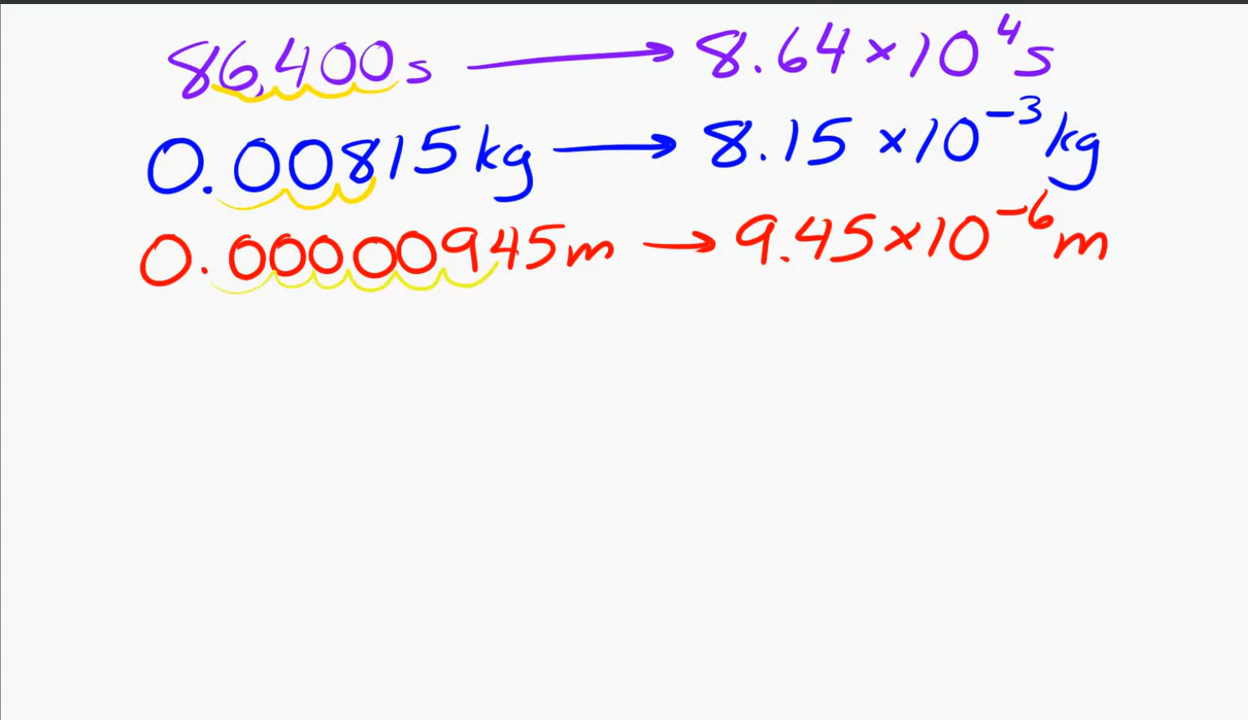 86,400 s → 8.64 × 10⁴ s
0.00815 kg → 8.15 × 10⁻³ kg
0.00000945 m → 9.45 × 10⁻⁶ m